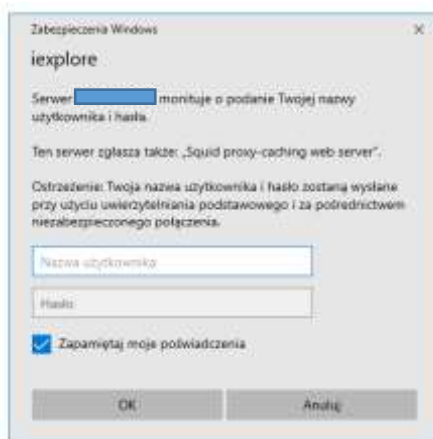 Zabezpieczenia Windows
iexplore
Serwer monituje o podanie Twojej nazwy
użytkownika i hasła.
Ten serwer zgłasza także: „Squid proxy-caching web server”.
Ostrzeżenie: Twoja nazwa użytkownika i hasło zostaną wysłane
przy użyciu uwierzytelniania podstawowego i za pośrednictwem
niezabezpieczonego połączenia.
Nazwa użytkownika
Hasło
Zapamiętaj moje poświadczenia
OK Anuluj